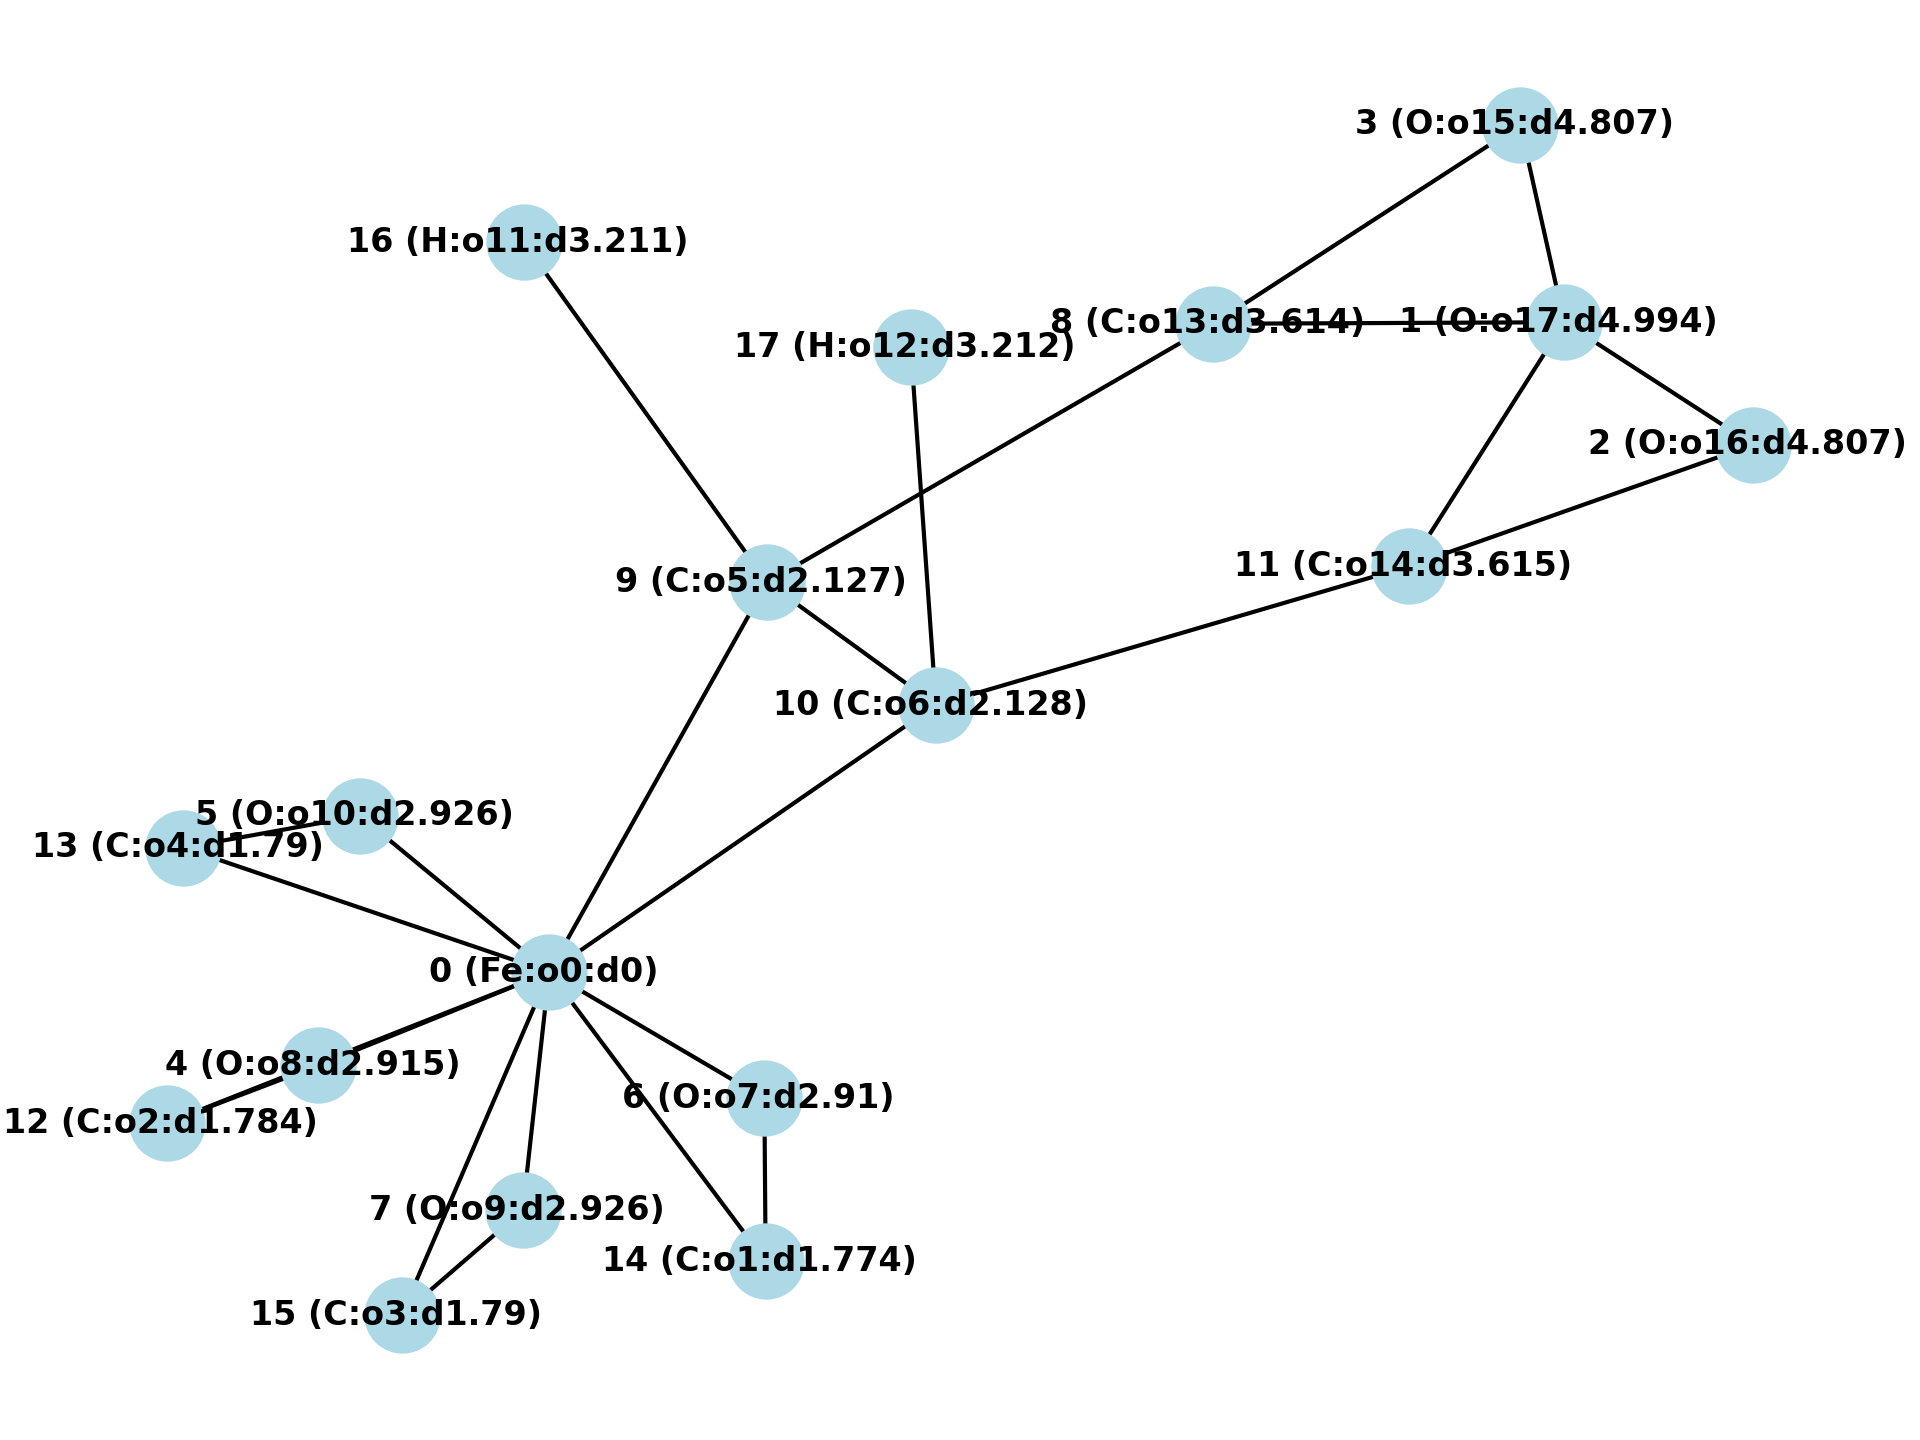 3 (O:o15:d4.807)
16 (H:o11:d3.211)
8 (C:o13:d3.614)
1 (O:o17:d4.994)
17 (H:o12:d3.212)
2 (O:o16:d4.807)
11 (C:o14:d3.615)
9 (C:o5:d2.127)
10 (C:o6:d2.128)
5 (O:o10:d2.926)
13 (C:o4:d1.79)
0 (Fe:o0:d0)
4 (O:o8:d2.915)
6 (O:o7:d2.91)
12 (C:o2:d1.784)
7 (O:o9:d2.926)
14 (C:o1:d1.774)
15 (C:o3:d1.79)